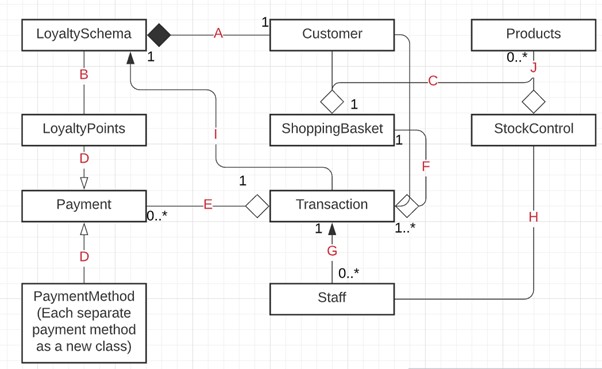 LoyaltySchema
A
1
Customer
Products
1
0..*
J
B
C
1
LoyaltyPoints
ShoppingBasket
StockControl
I
1
D
F
1
Payment
E
Transaction
0..*
H
1
1..*
D
G
0..*
PaymentMethod
(Each separate
payment method
as a new class)
Staff